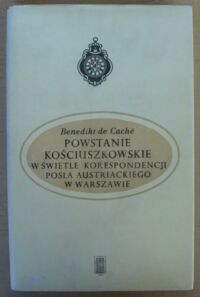 Benedikt de Caché
POWSTANIE
KOŚCIUSZKOWSKIE
W ŚWIETLE KORESPONDENCJI
POSŁA AUSTRIACKIEGO
W WARSZAWIE